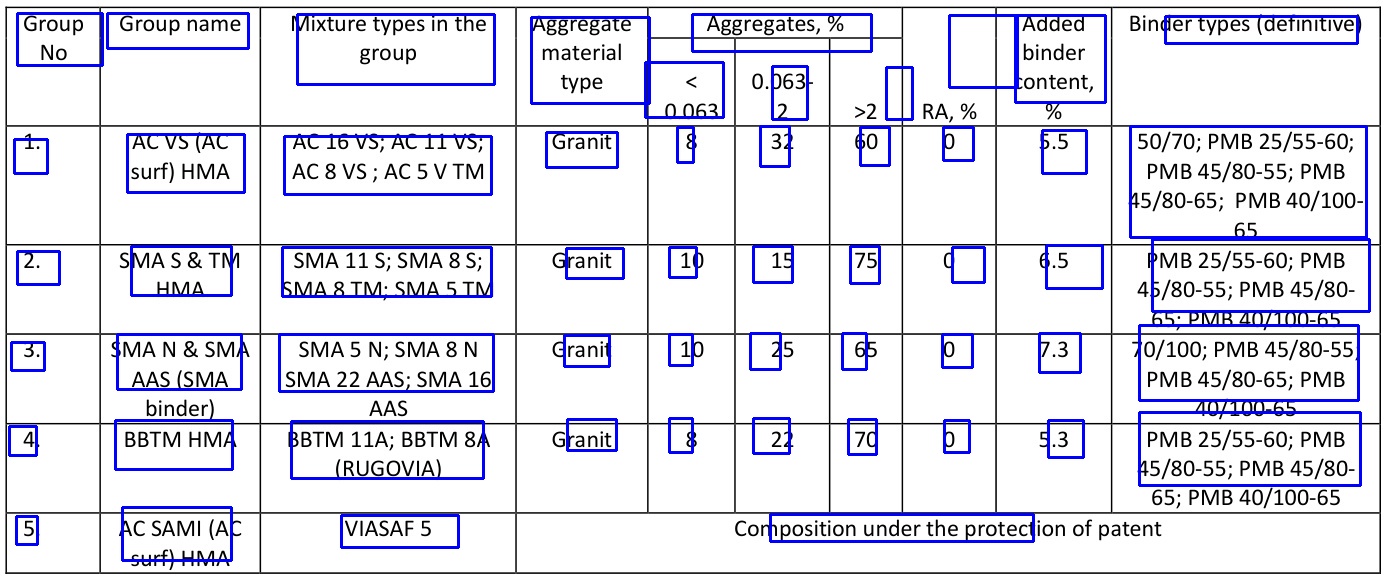 Group No
Group name
Mixture types in the group
Aggregate material type
Aggregates, %
< 0.063
0.063-2
>2
RA, %
Added binder content, %
Binder types (definitive)
1.
AC VS (AC surf) HMA
AC 16 VS; AC 11 VS; AC 8 VS ; AC 5 V TM
Granit
8
32
60
0
5.5
50/70; PMB 25/55-60; PMB 45/80-55; PMB 45/80-65; PMB 40/100-65
2.
SMA S & TM HMA
SMA 11 S; SMA 8 S; SMA 8 TM; SMA 5 TM
Granit
10
15
75
0
6.5
PMB 25/55-60; PMB 45/80-55; PMB 45/80-65; PMB 40/100-65
3.
SMA N & SMA AAS (SMA binder)
SMA 5 N; SMA 8 N SMA 22 AAS; SMA 16 AAS
Granit
10
25
65
0
7.3
70/100; PMB 45/80-55, PMB 45/80-65; PMB 40/100-65
4.
BBTM HMA
BBTM 11A; BBTM 8A (RUGOVIA)
Granit
8
22
70
0
5.3
PMB 25/55-60; PMB 45/80-55; PMB 45/80-65; PMB 40/100-65
5
AC SAMI (AC surf) HMA
VIASAF 5
Composition under the protection of patent